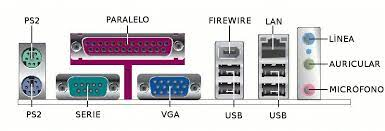 PS2
PARALELO
FIREWIRE
LAN
LÍNEA
AURICULAR
MICRÓFONO
PS2
SERIE
VGA
USB
USB